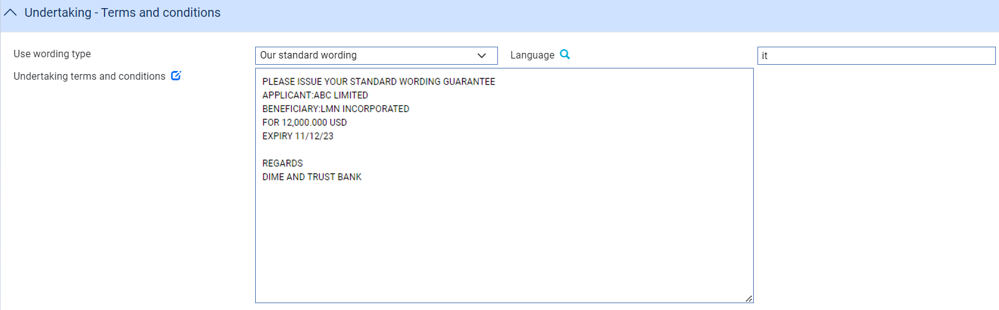 Undertaking - Terms and conditions
Use wording type
Our standard wording
Language
it
Undertaking terms and conditions
PLEASE ISSUE YOUR STANDARD WORDING GUARANTEE
APPLICANT:ABC LIMITED
BENEFICIARY:LMN INCORPORATED
FOR 12,000.000 USD
EXPIRY 11/12/23
REGARDS
DIME AND TRUST BANK